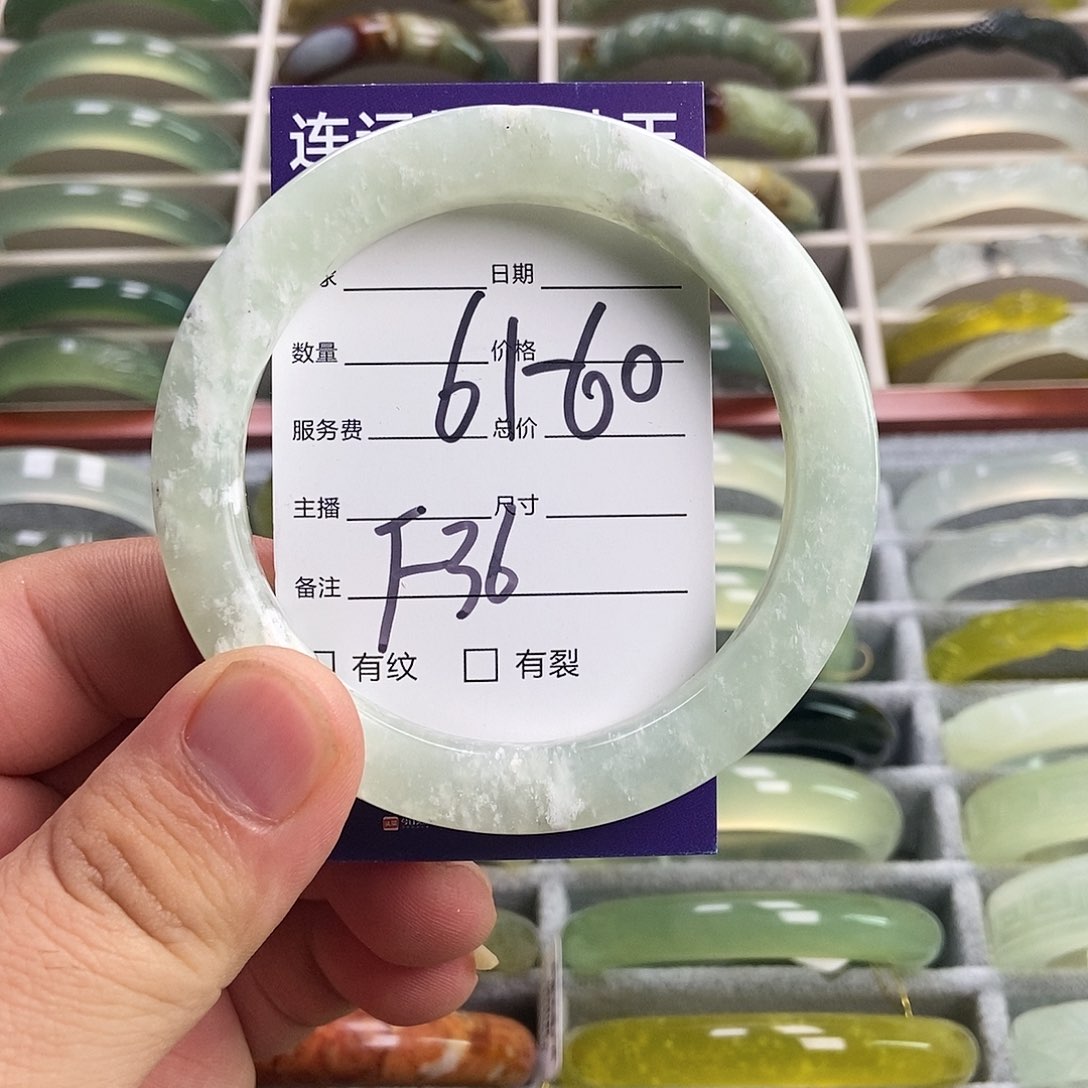 连
日期
数量 价格
61-60
服务费 总价
主播 尺寸
F36
备注
有纹 有裂